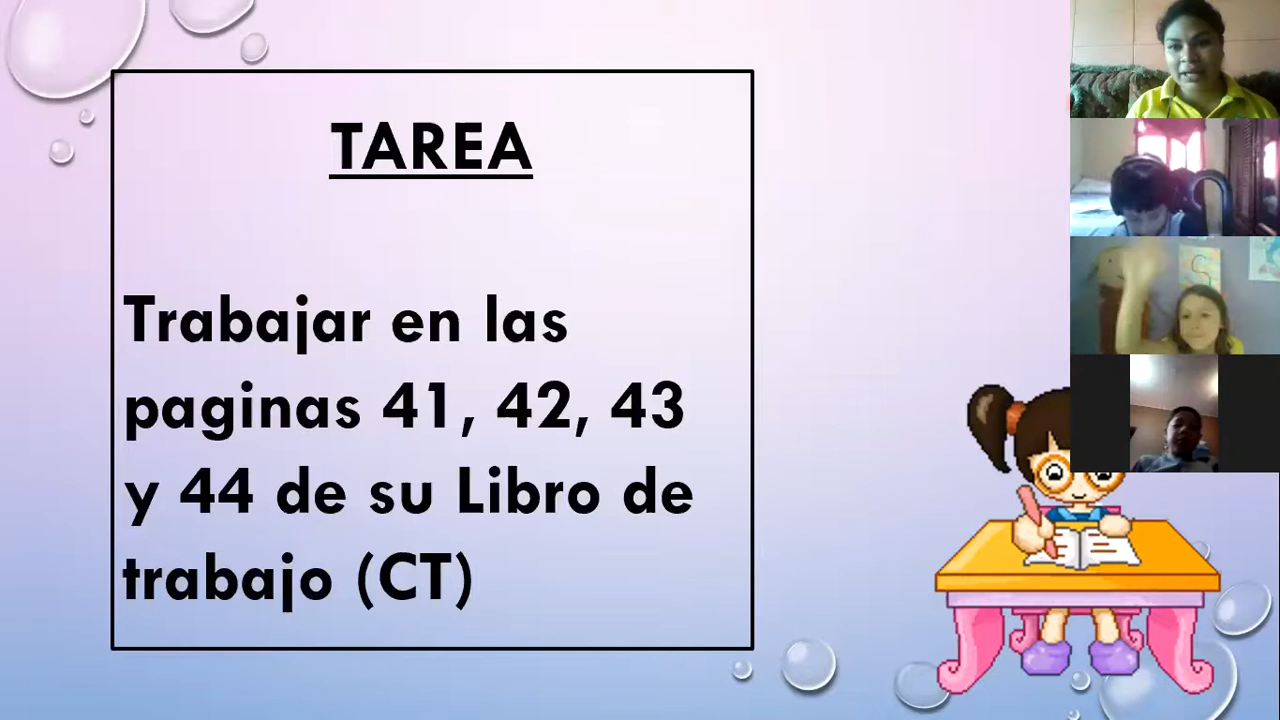 TAREA
Trabajar en las
paginas 41, 42, 43
y 44 de su Libro de
trabajo (CT)